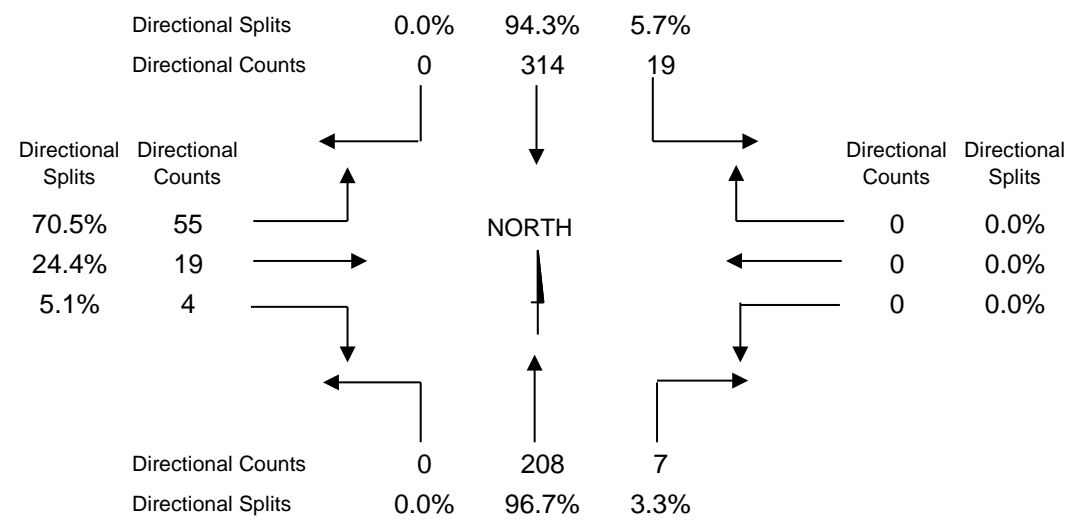 Directional Splits 0.0% 94.3% 5.7%
Directional Counts 0 314 19
Directional Directional Directional Directional
Splits Counts Counts Splits
70.5% 55 NORTH 0 0.0%
24.4% 19 0 0.0%
5.1% 4 0 0.0%
Directional Counts 0 208 7
Directional Splits 0.0% 96.7% 3.3%